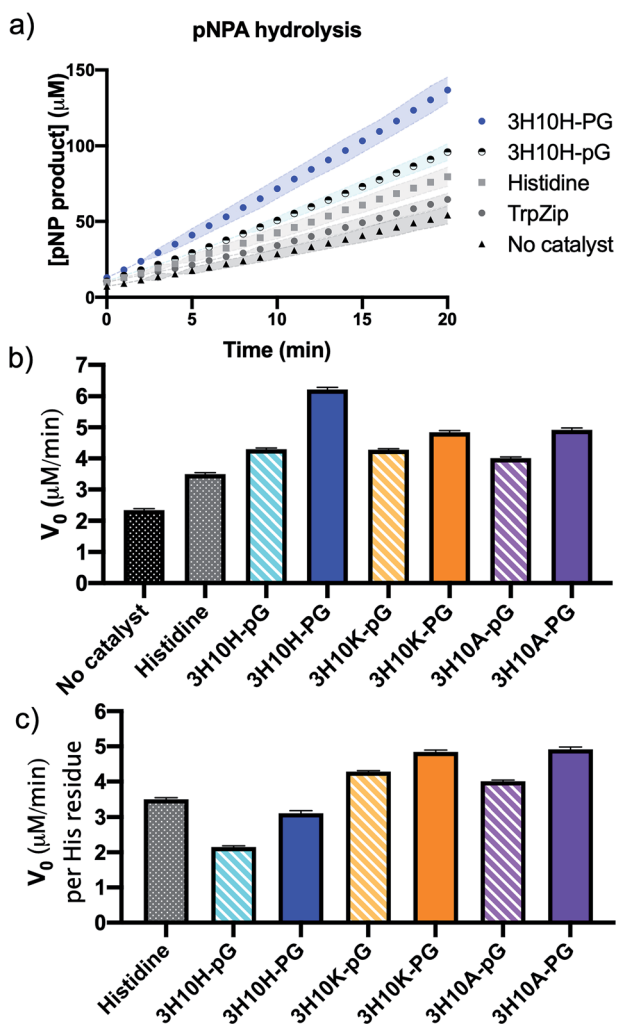 a)
pNPA hydrolysis
[pNP product] (µM)
150
100
50
0
0
5
10
15
20
Time (min)
3H10H-PG
3H10H-pG
Histidine
TrpZip
No catalyst
b)
V0 (µM/min)
7
6
5
4
3
2
1
0
No catalyst
Histidine
3H10H-pG
3H10H-PG
3H10K-pG
3H10K-PG
3H10A-pG
3H10A-PG
c)
V0 (µM/min)
per His residue
6
5
4
3
2
1
0
Histidine
3H10H-pG
3H10H-PG
3H10K-pG
3H10K-PG
3H10A-pG
3H10A-PG